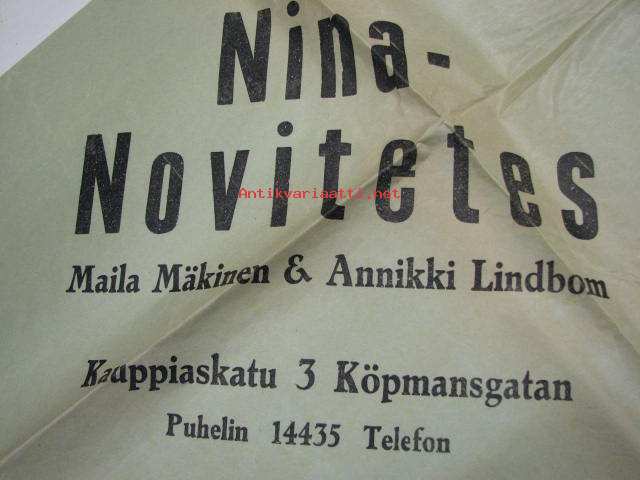 Nina-
Novitetes
Antikvariaatti.net
Maila Mäkinen & Annikki Lindbom
Kauppiaskatu 3 Köpmansgatan
Puhelin 14435 Telefon